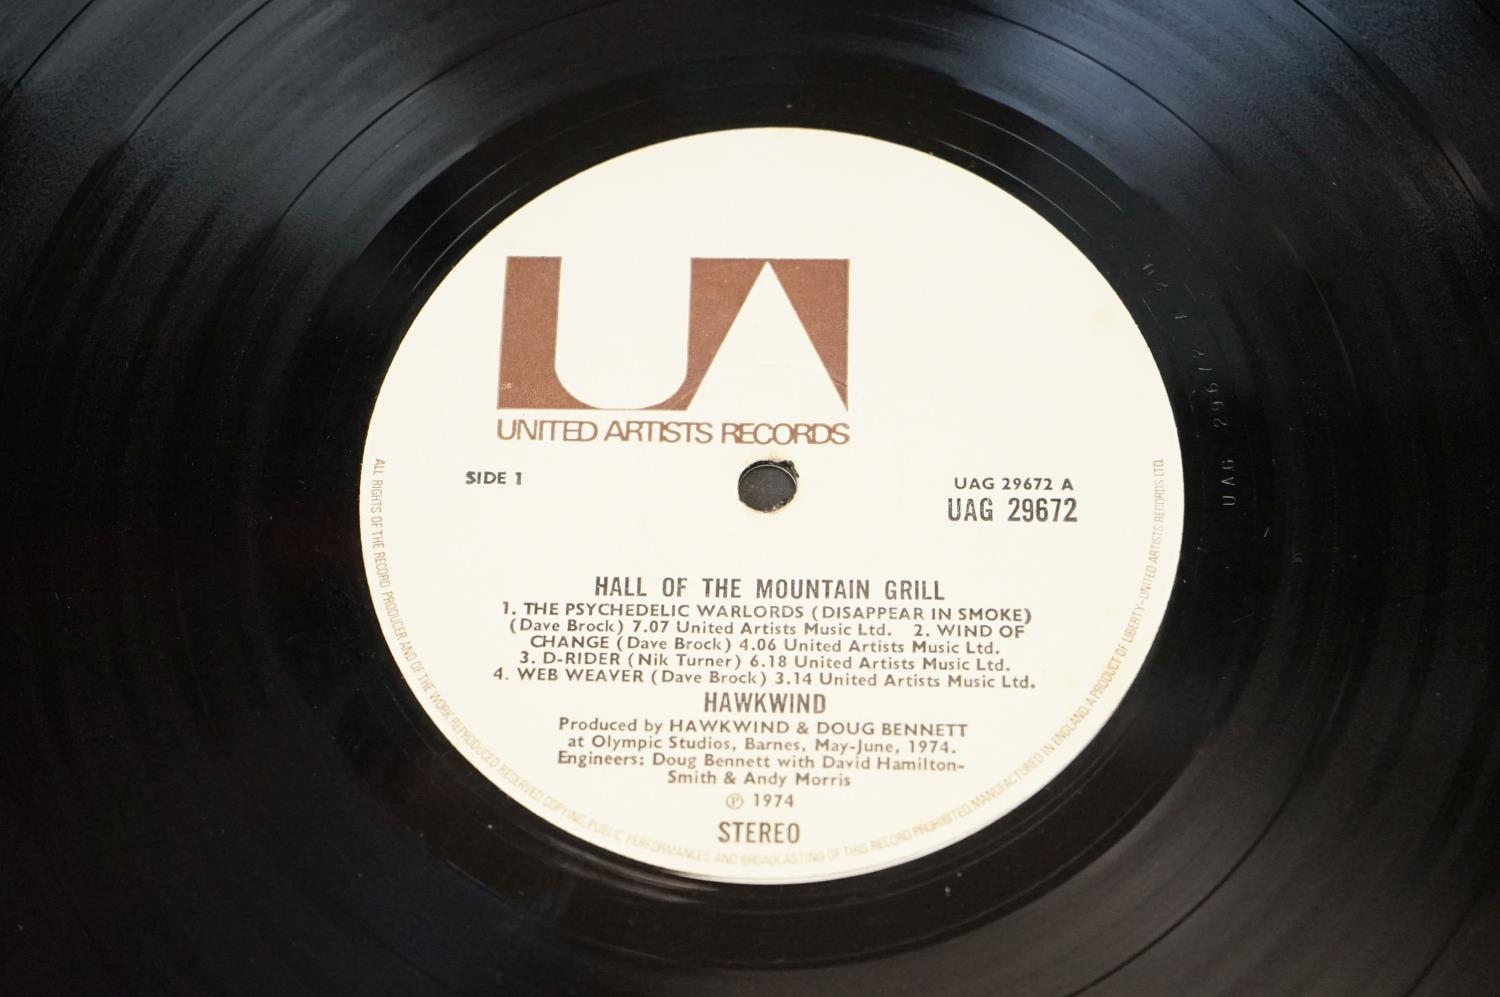 UA
UNITED ARTISTS RECORDS
SIDE 1
UAG 29672 A
UAG 29672
HALL OF THE MOUNTAIN GRILL
1. THE PSYCHEDELIC WARLORDS (DISAPPEAR IN SMOKE)
(Dave Brock) 7.07 United Artists Music Ltd. 2. WIND OF
CHANGE (Dave Brock) 4.06 United Artists Music Ltd.
3. D-RIDER (Nik Turner) 6.18 United Artists Music Ltd.
4. WEB WEAVER (Dave Brock) 3.14 United Artists Music Ltd.
HAWKWIND
Produced by HAWKWIND & DOUG BENNETT
at Olympic Studios, Barnes, May-June, 1974.
Engineers: Doug Bennett with David Hamilton-
Smith & Andy Morris
℗ 1974
STEREO
ALL RIGHTS OF THE RECORD PRODUCER AND OF THE WORK REPRODUCED RESERVED. COPYING, PUBLIC PERFORMANCES AND BROADCASTING OF THIS RECORD PROHIBITED. MANUFACTURED IN ENGLAND. A PRODUCT OF LIBERTY-UNITED ARTISTS RECORDS LTD.
UAG 29672